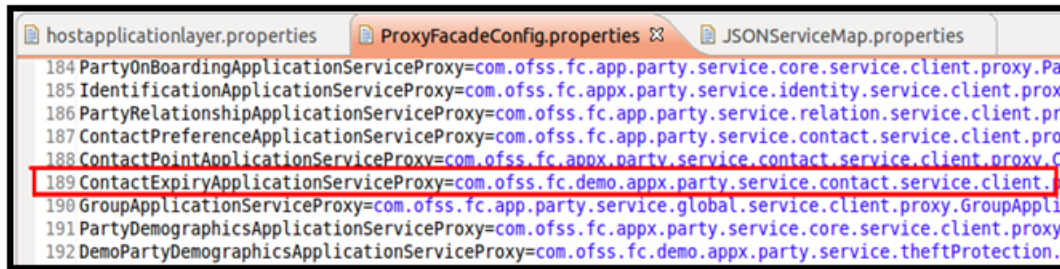 hostapplicationlayer.properties ProxyFacadeConfig.properties JSONServiceMap.properties
184 PartyOnBoardingApplicationServiceProxy=com.ofss.fc.app.party.service.core.service.client.proxy.Pa
185 IdentificationApplicationServiceProxy=com.ofss.fc.appx.party.service.identity.service.client.prox
186 PartyRelationshipApplicationServiceProxy=com.ofss.fc.app.party.service.relation.service.client.pr
187 ContactPreferenceApplicationServiceProxy=com.ofss.fc.app.party.service.contact.service.client.pro
188 ContactPointApplicationServiceProxy=com.ofss.fc.appx.party.service.contact.service.client.proxy.C
189 ContactExpiryApplicationServiceProxy=com.ofss.fc.demo.appx.party.service.contact.service.client.p
190 GroupApplicationServiceProxy=com.ofss.fc.app.party.service.global.service.client.proxy.GroupAppli
191 PartyDemographicsApplicationServiceProxy=com.ofss.fc.appx.party.service.core.service.client.proxy
192 DemoPartyDemographicsApplicationServiceProxy=com.ofss.fc.demo.appx.party.service.theftProtection.